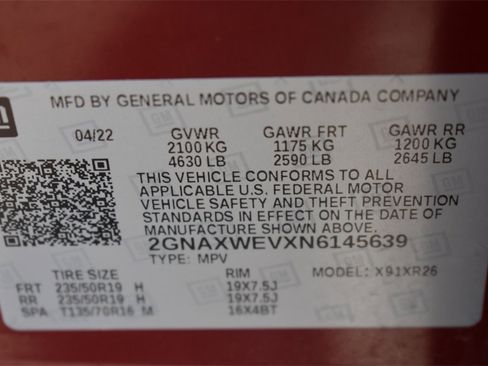 gm
MFD BY GENERAL MOTORS OF CANADA COMPANY
04/22 GVWR GAWR FRT GAWR RR
2100 KG 1175 KG 1200 KG
4630 LB 2590 LB 2645 LB
THIS VEHICLE CONFORMS TO ALL
APPLICABLE U.S. FEDERAL MOTOR
VEHICLE SAFETY AND THEFT PREVENTION
STANDARDS IN EFFECT ON THE DATE OF
MANUFACTURE SHOWN ABOVE.
2GNAXWEVXN6145639
TYPE: MPV MODEL: X91XR26
TIRE SIZE RIM
FRT 235/50R19 H 19X7.5J
RR 235/50R19 H 19X7.5J
SPA T135/70R16 M 16X4BT